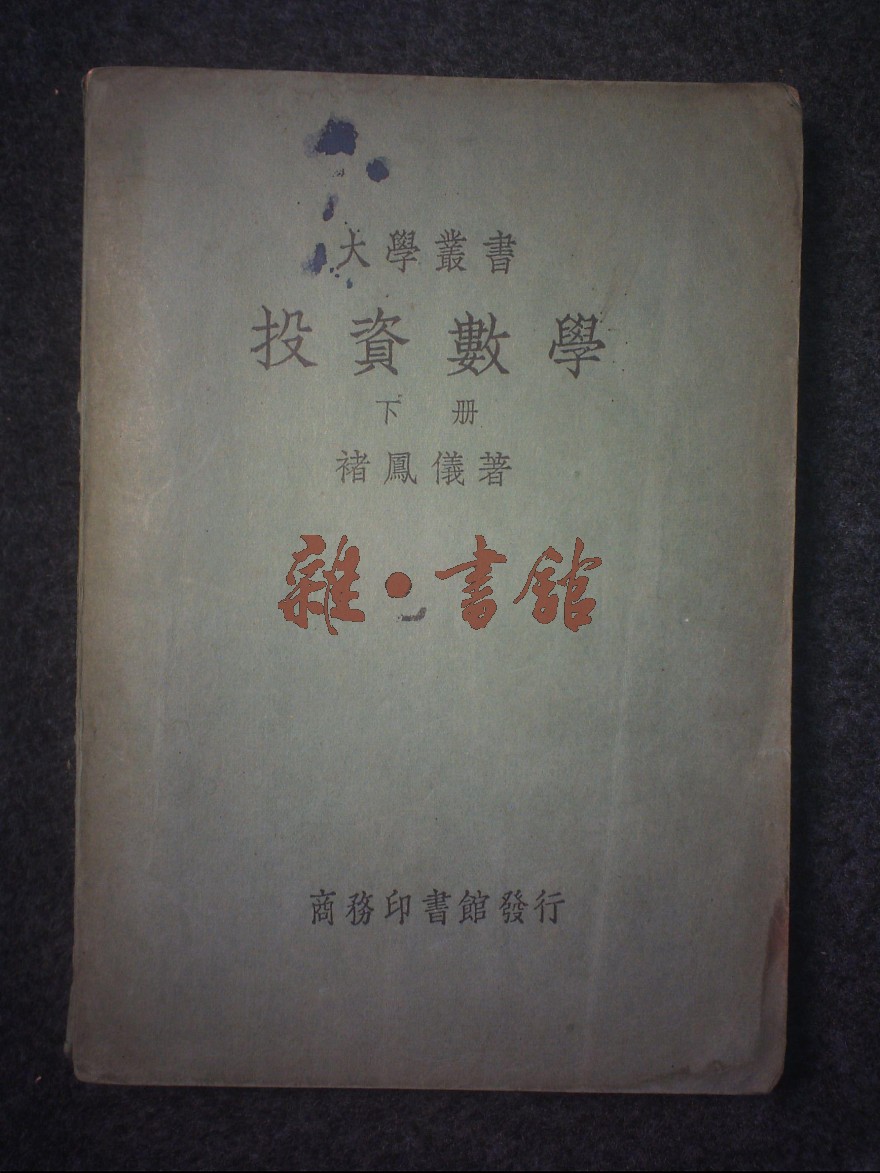 大學叢書
投資數學
下册
褚鳳儀著
雜·書館
商務印書館發行